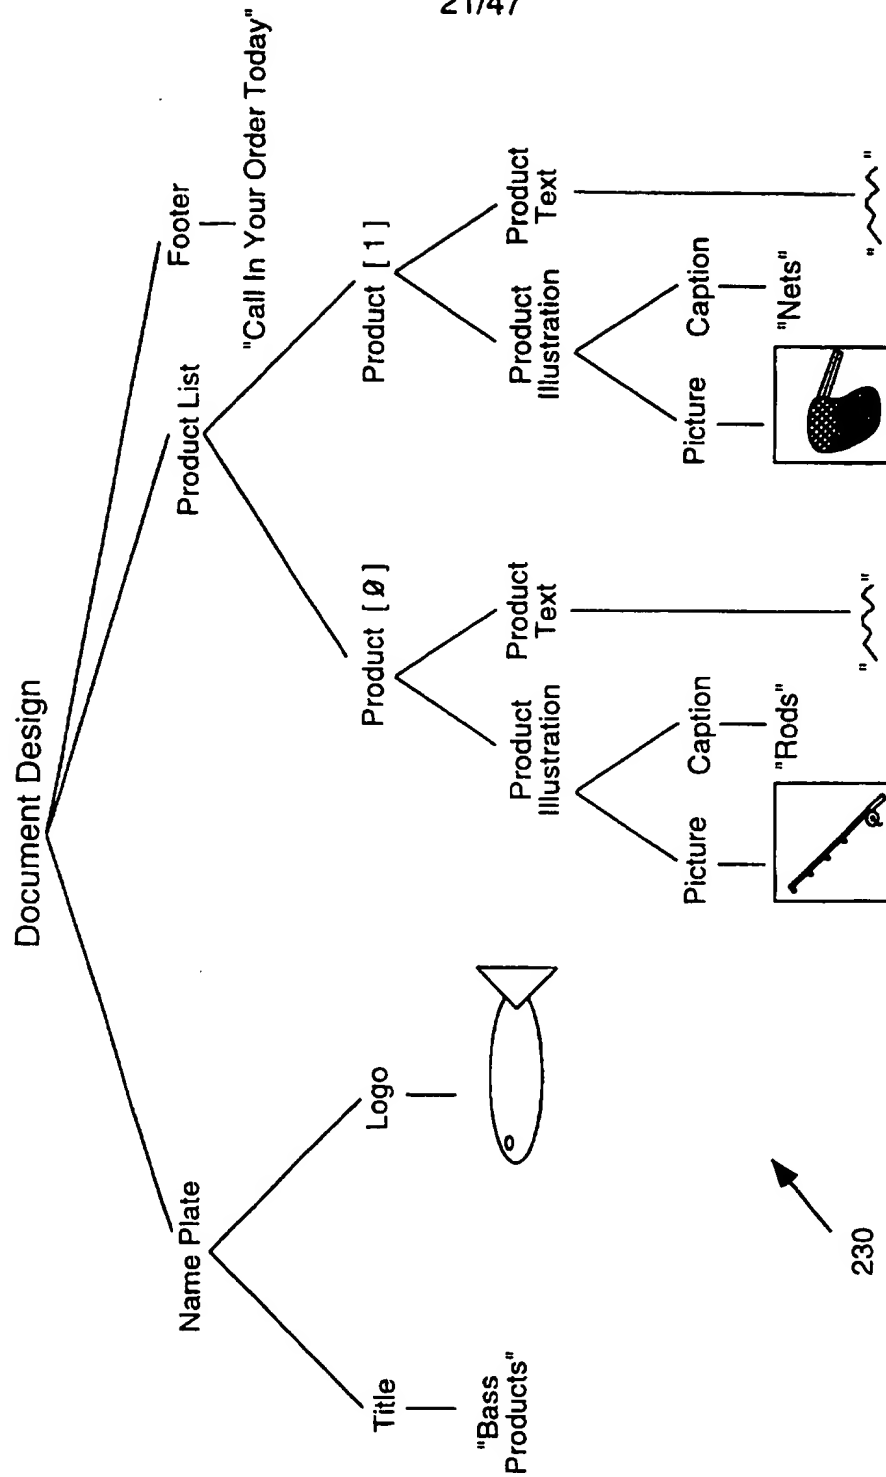 21/47
Document Design
Name Plate
Product List
Footer
"Call In Your Order Today"
Title
Logo
Product [0]
Product [1]
"Bass
Products"
Product
Illustration
Product
Text
Product
Illustration
Product
Text
Picture
Caption
Picture
Caption
"Rods"
"Nets"
" "
" "
230